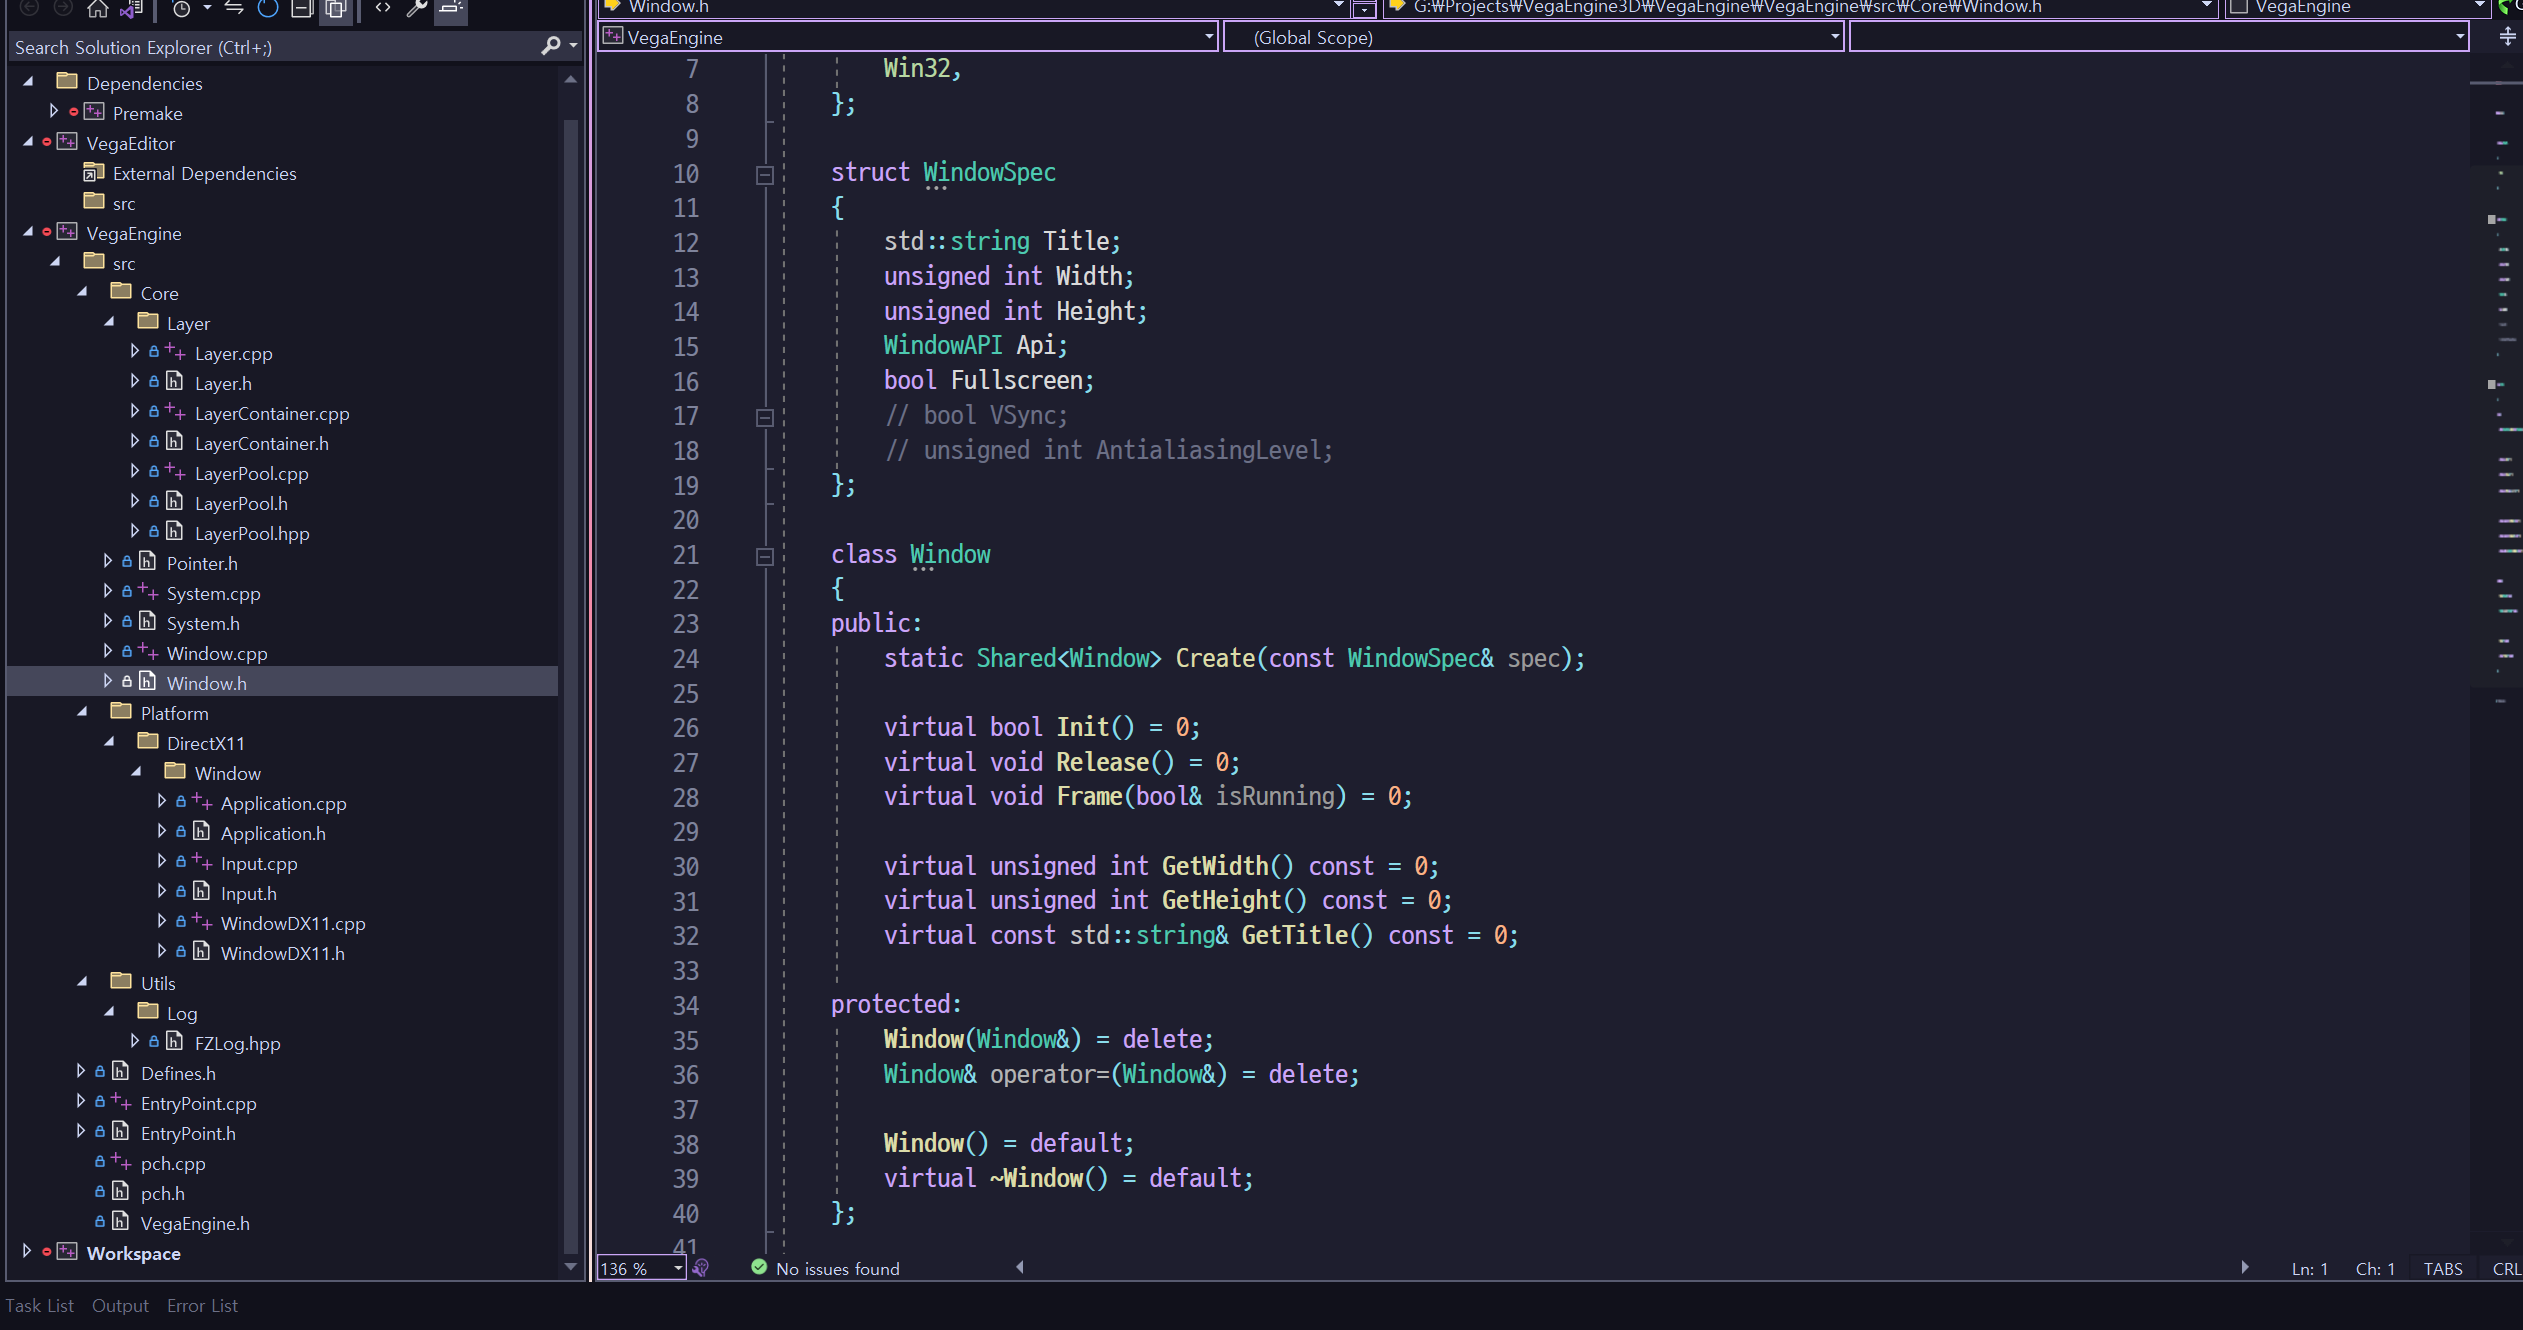 Search Solution Explorer (Ctrl+;)
Dependencies
Premake
VegaEditor
External Dependencies
src
VegaEngine
src
Core
Layer
Layer.cpp
Layer.h
LayerContainer.cpp
LayerContainer.h
LayerPool.cpp
LayerPool.h
LayerPool.hpp
Pointer.h
System.cpp
System.h
Window.cpp
Window.h
Platform
DirectX11
Window
Application.cpp
Application.h
Input.cpp
Input.h
WindowDX11.cpp
WindowDX11.h
Utils
Log
FZLog.hpp
Defines.h
EntryPoint.cpp
EntryPoint.h
pch.cpp
pch.h
VegaEngine.h
Workspace
Window.h G:₩Projects₩VegaEngine3D₩VegaEngine₩VegaEngine₩src₩Core₩Window.h VegaEngine
VegaEngine (Global Scope)
7 Win32,
8 };
9
10 struct WindowSpec
11 {
12 std::string Title;
13 unsigned int Width;
14 unsigned int Height;
15 WindowAPI Api;
16 bool Fullscreen;
17 // bool VSync;
18 // unsigned int AntialiasingLevel;
19 };
20
21 class Window
22 {
23 public:
24 static Shared<Window> Create(const WindowSpec& spec);
25
26 virtual bool Init() = 0;
27 virtual void Release() = 0;
28 virtual void Frame(bool& isRunning) = 0;
29
30 virtual unsigned int GetWidth() const = 0;
31 virtual unsigned int GetHeight() const = 0;
32 virtual const std::string& GetTitle() const = 0;
33
34 protected:
35 Window(Window&) = delete;
36 Window& operator=(Window&) = delete;
37
38 Window() = default;
39 virtual ~Window() = default;
40 };
41
136 % No issues found Ln: 1 Ch: 1 TABS CRL
Task List Output Error List